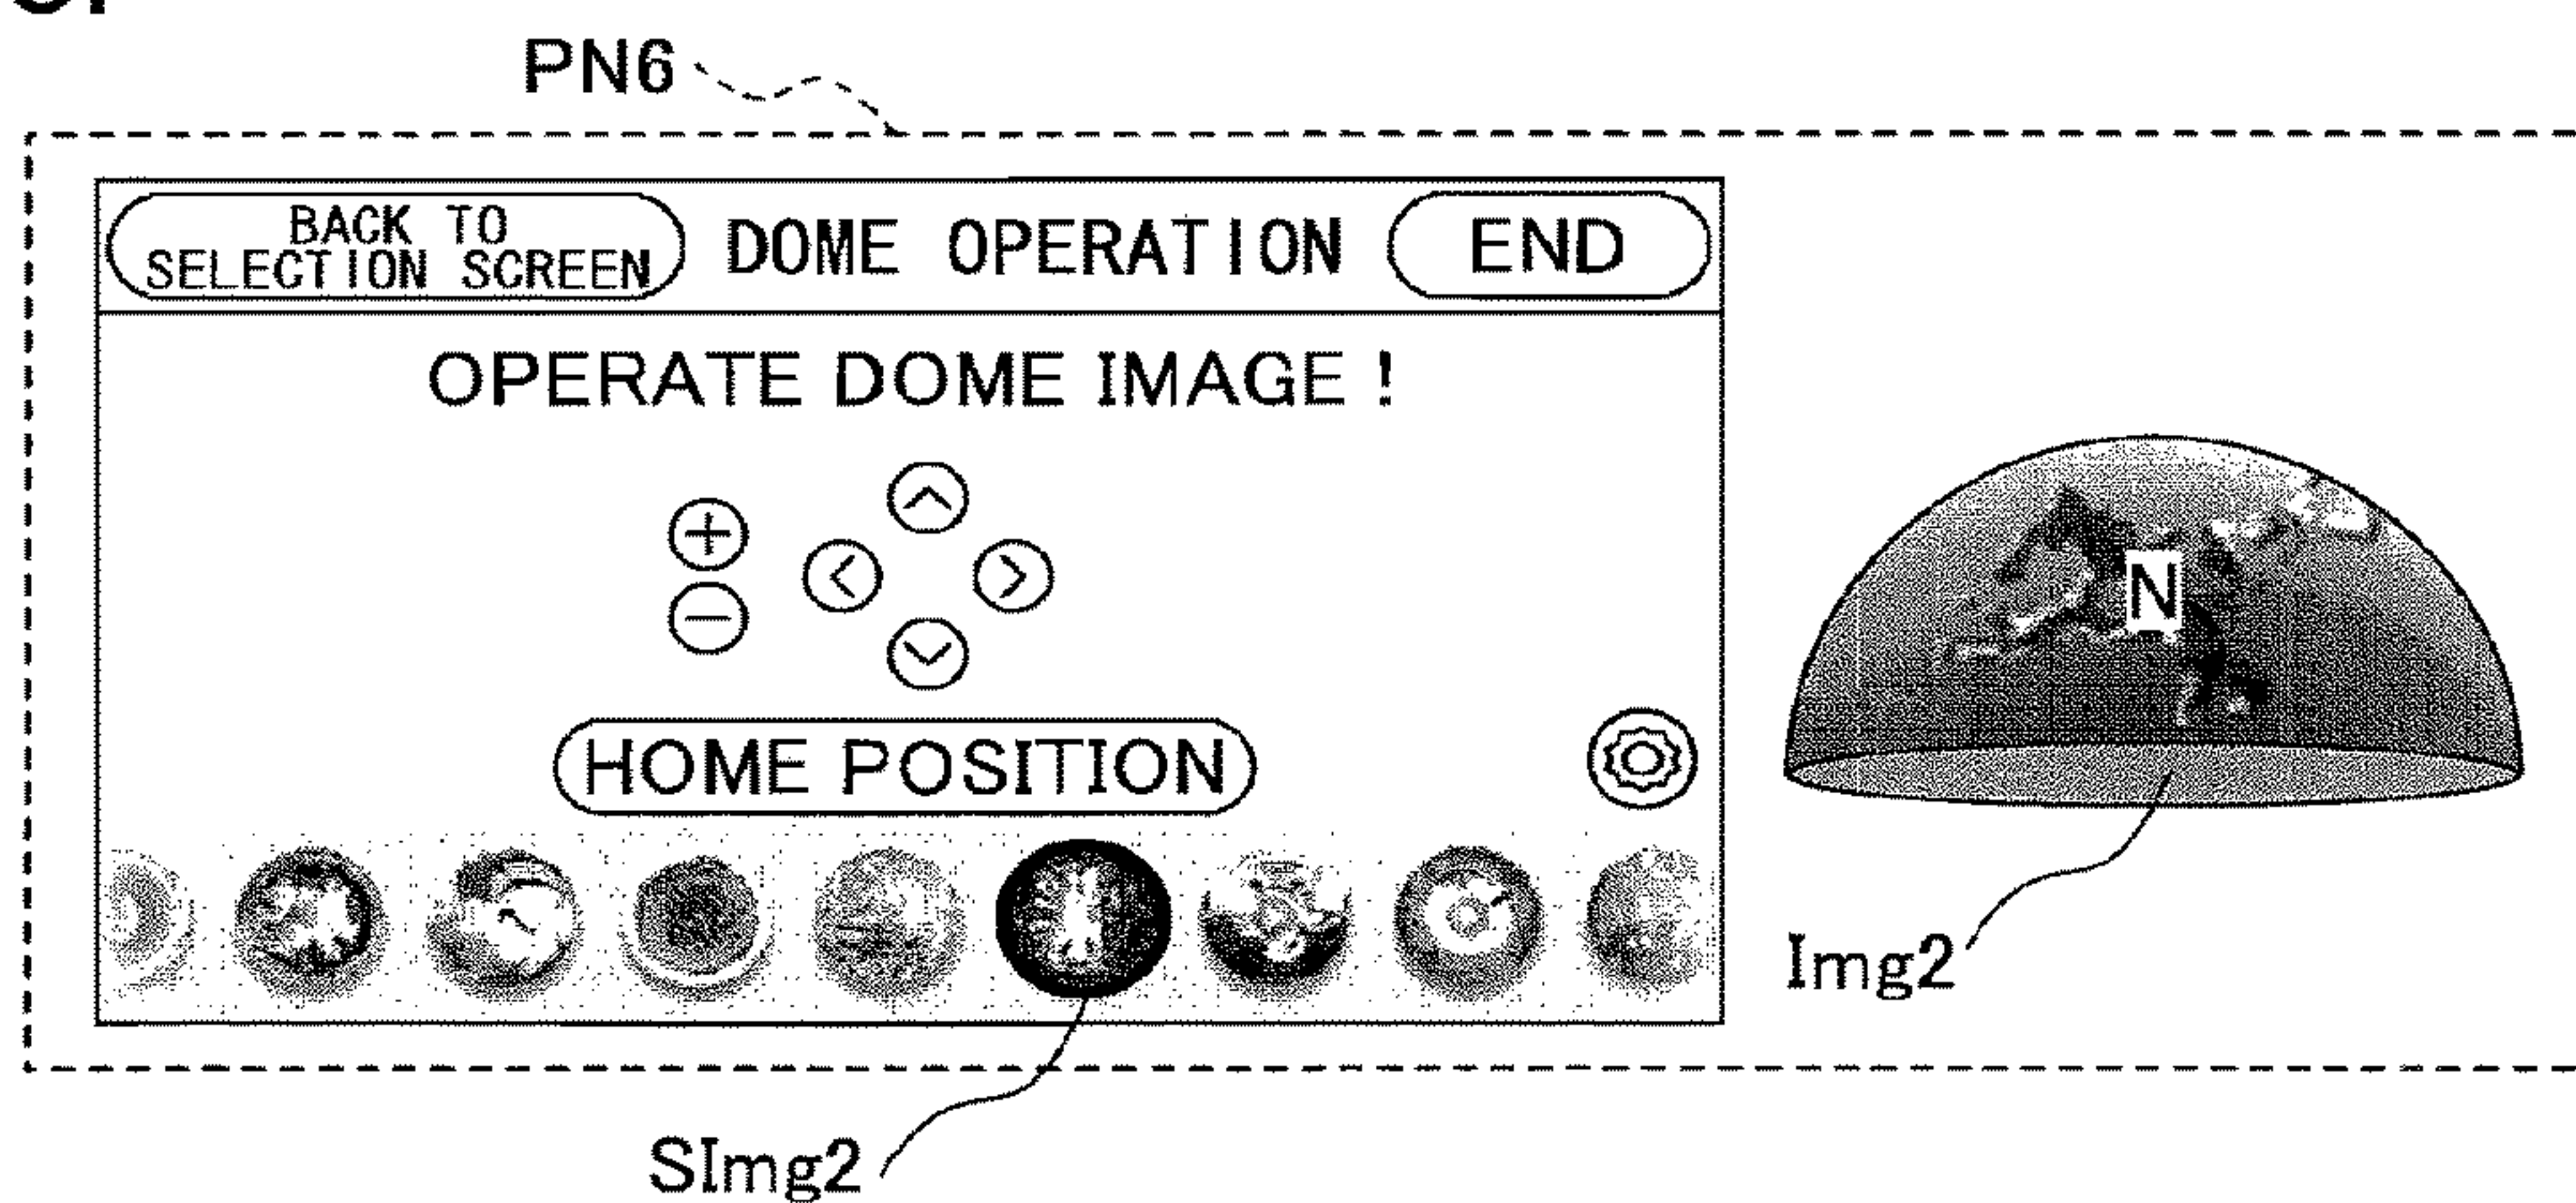 PN6
BACK TO
SELECTION SCREEN
DOME OPERATION
END
OPERATE DOME IMAGE !
+
−
N
HOME POSITION
Img2
SImg2